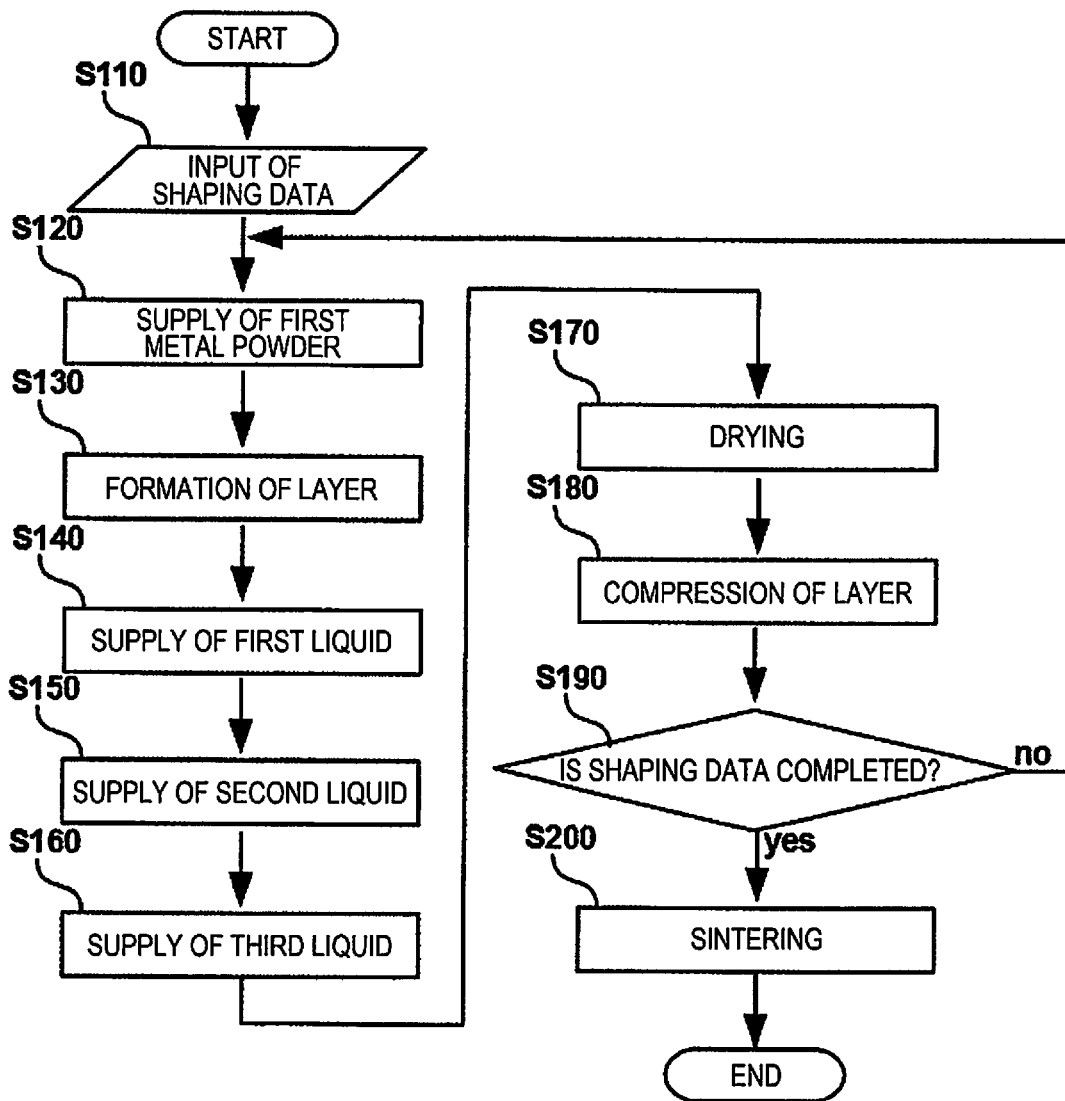 START
S110
INPUT OF
SHAPING DATA
S120
SUPPLY OF FIRST
METAL POWDER
S130
FORMATION OF LAYER
S140
SUPPLY OF FIRST LIQUID
S150
SUPPLY OF SECOND LIQUID
S160
SUPPLY OF THIRD LIQUID
S170
DRYING
S180
COMPRESSION OF LAYER
S190
IS SHAPING DATA COMPLETED?
no
yes
S200
SINTERING
END